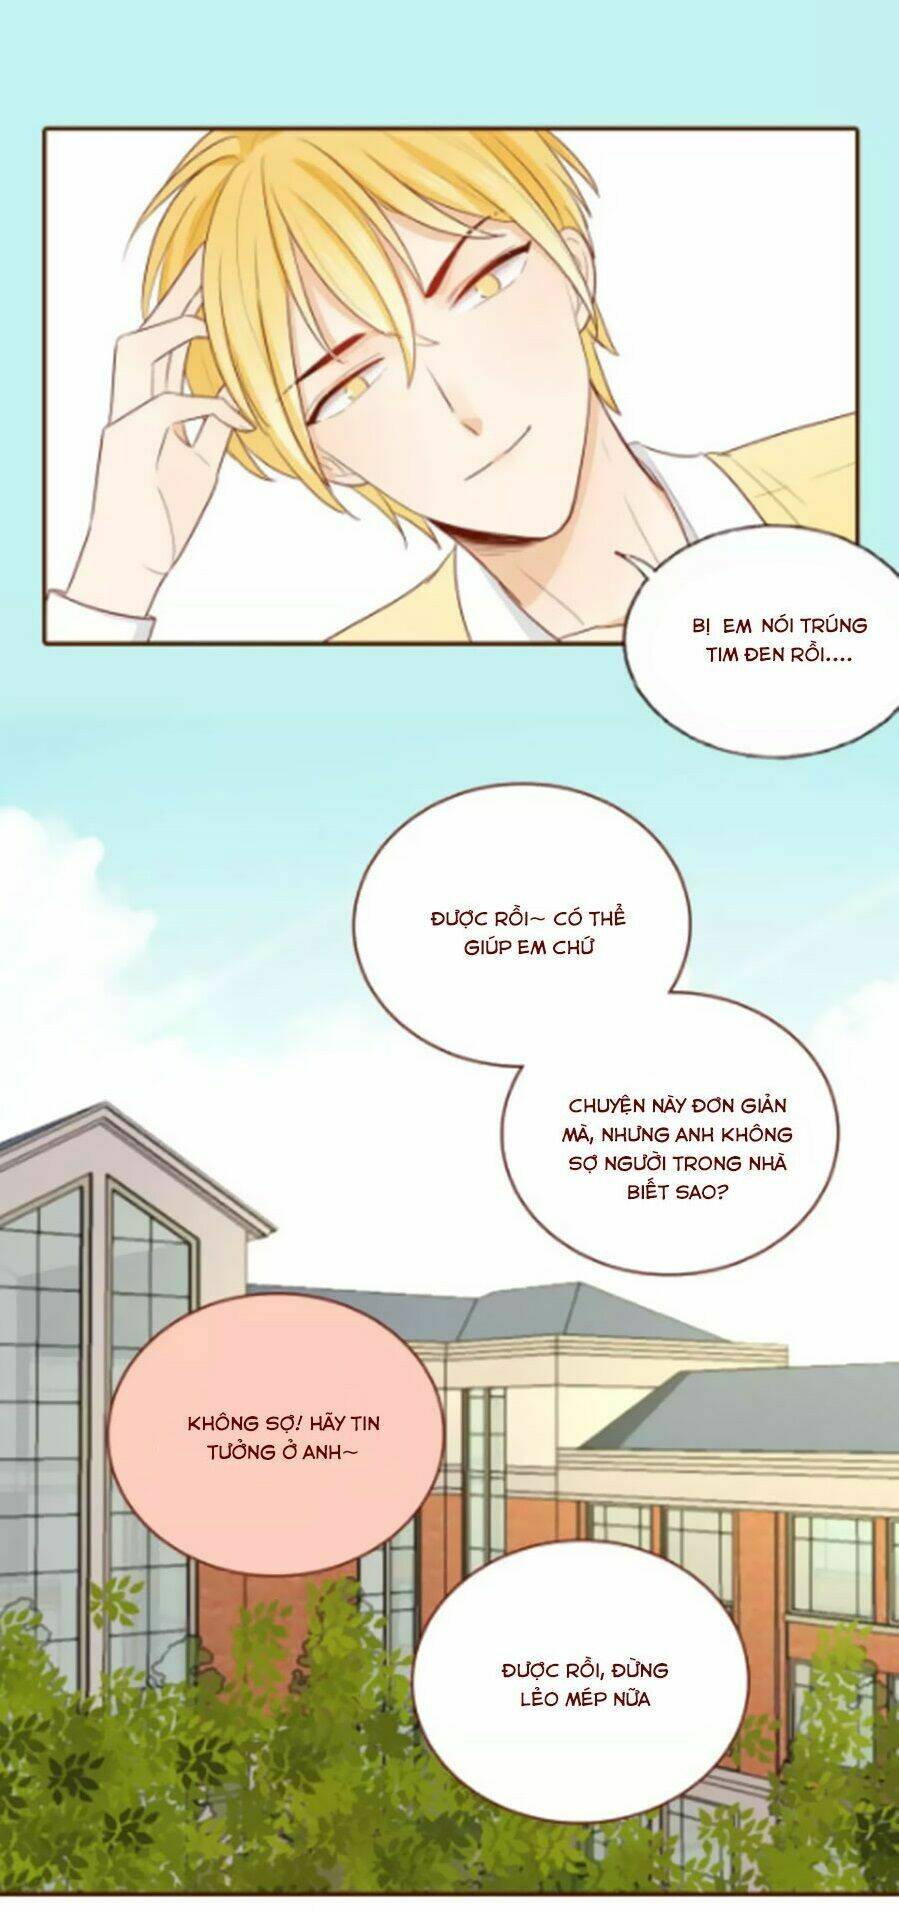 BỊ EM NÓI TRÚNG
TIM ĐEN RỒI....
ĐƯỢC RỒI~ CÓ THỂ
GIÚP EM CHỨ
CHUYỆN NÀY ĐƠN GIẢN
MÀ, NHƯNG ANH KHÔNG
SỢ NGƯỜI TRONG NHÀ
BIẾT SAO?
KHÔNG SỢ! HÃY TIN
TƯỞNG Ở ANH~
ĐƯỢC RỒI, ĐỪNG
LẺO MÉP NỮA